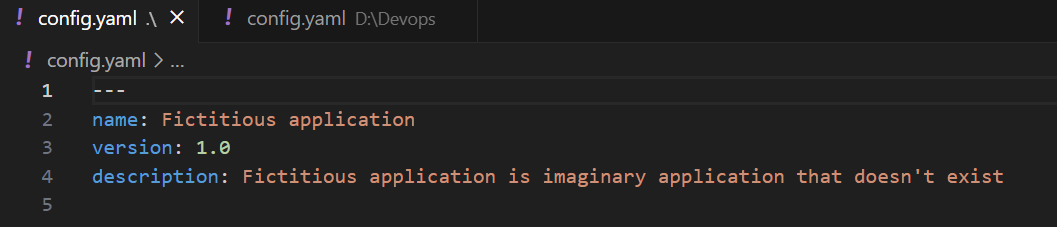 ! config.yaml .\ × ! config.yaml D:\Devops
! config.yaml > ...
1 ---
2 name: Fictitious application
3 version: 1.0
4 description: Fictitious application is imaginary application that doesn't exist
5